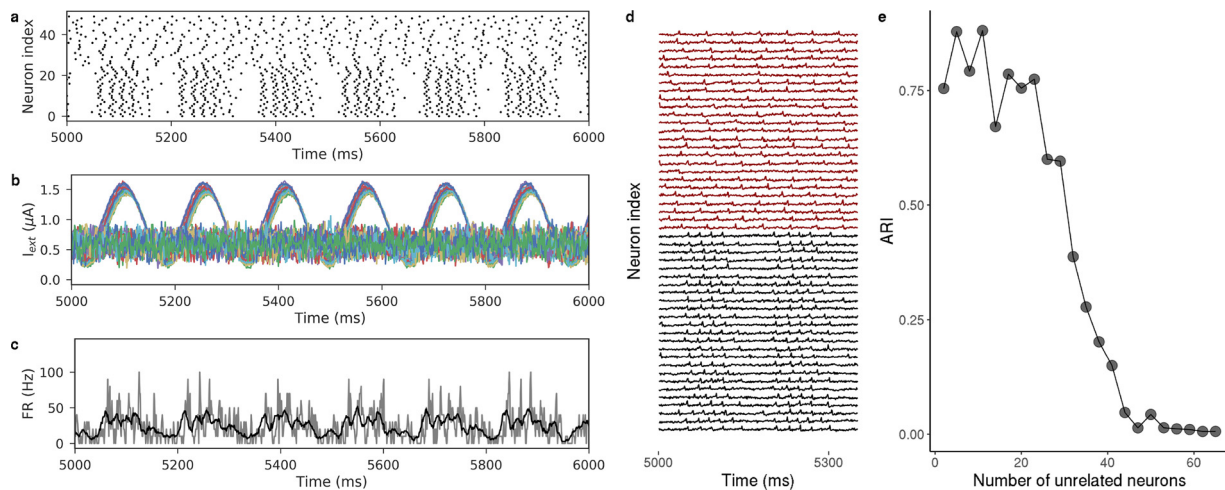 a
Neuron index
40
20
0
5000 5200 5400 5600 5800 6000
Time (ms)
b
I_ext (μA)
1.5
1.0
0.5
0.0
5000 5200 5400 5600 5800 6000
Time (ms)
c
FR (Hz)
100
50
0
5000 5200 5400 5600 5800 6000
Time (ms)
d
Neuron index
5000 5300
Time (ms)
e
ARI
0.75
0.50
0.25
0.00
0 20 40 60
Number of unrelated neurons